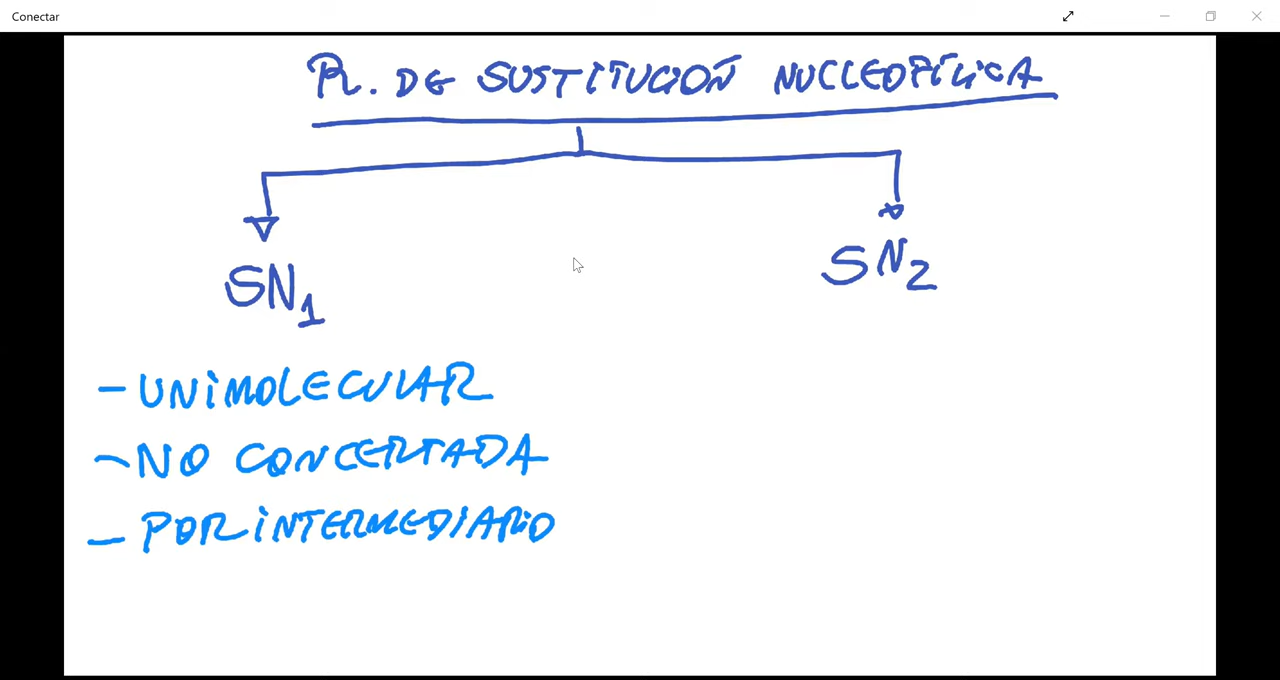 Conectar
R. DE SUSTITUCIÓN NUCLEOFÍLICA
SN1
SN2
- UNIMOLECULAR
- NO CONCERTADA
- POR INTERMEDIARIO